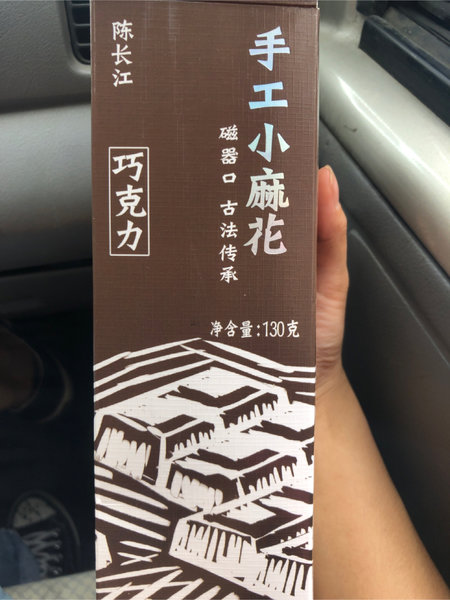 手工小麻花
磁器口 古法传承
陈长江
巧克力
净含量:130克